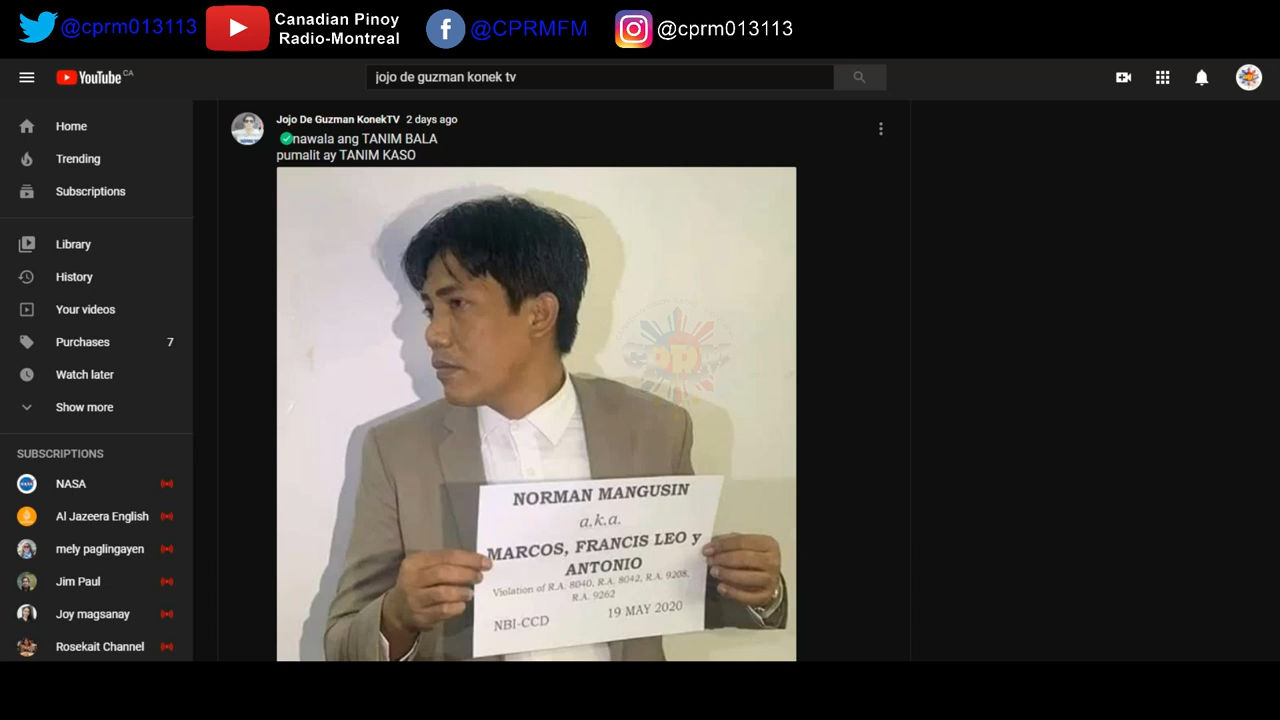 @cprm013113
Canadian Pinoy
Radio-Montreal
@CPRMFM
@cprm013113
YouTube CA
jojo de guzman konek tv
Home
Trending
Subscriptions
Library
History
Your videos
Purchases 7
Watch later
Show more
SUBSCRIPTIONS
NASA
Al Jazeera English
mely paglingayen
Jim Paul
Joy magsanay
Rosekait Channel
Jojo De Guzman KonekTV 2 days ago
✅nawala ang TANIM BALA
pumalit ay TANIM KASO
CPRM
NORMAN MANGUSIN
a.k.a.
MARCOS, FRANCIS LEO y
ANTONIO
Violation of R.A. 8040, R.A. 8042, R.A. 9208,
R.A. 9262
NBI-CCD 19 MAY 2020